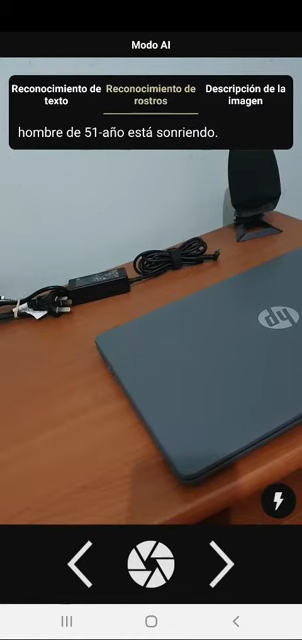 Modo AI
Reconocimiento de texto
Reconocimiento de rostros
Descripción de la imagen
hombre de 51-año está sonriendo.
hp